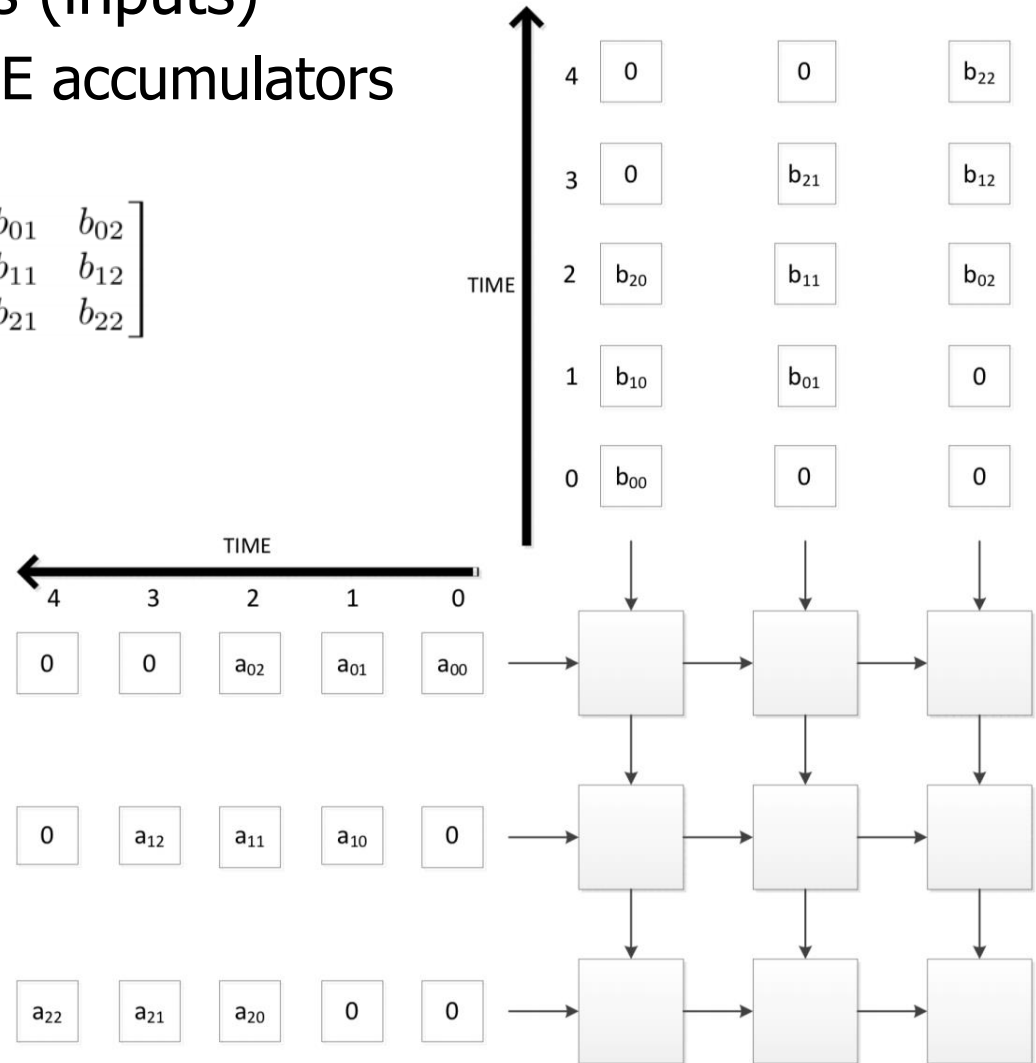 (inputs)
E accumulators
b₀₁ b₀₂
b₁₁ b₁₂
b₂₁ b₂₂
TIME
4 0 0 b₂₂
3 0 b₂₁ b₁₂
2 b₂₀ b₁₁ b₀₂
1 b₁₀ b₀₁ 0
0 b₀₀ 0 0
TIME
4 3 2 1 0
0 0 a₀₂ a₀₁ a₀₀
0 a₁₂ a₁₁ a₁₀ 0
a₂₂ a₂₁ a₂₀ 0 0